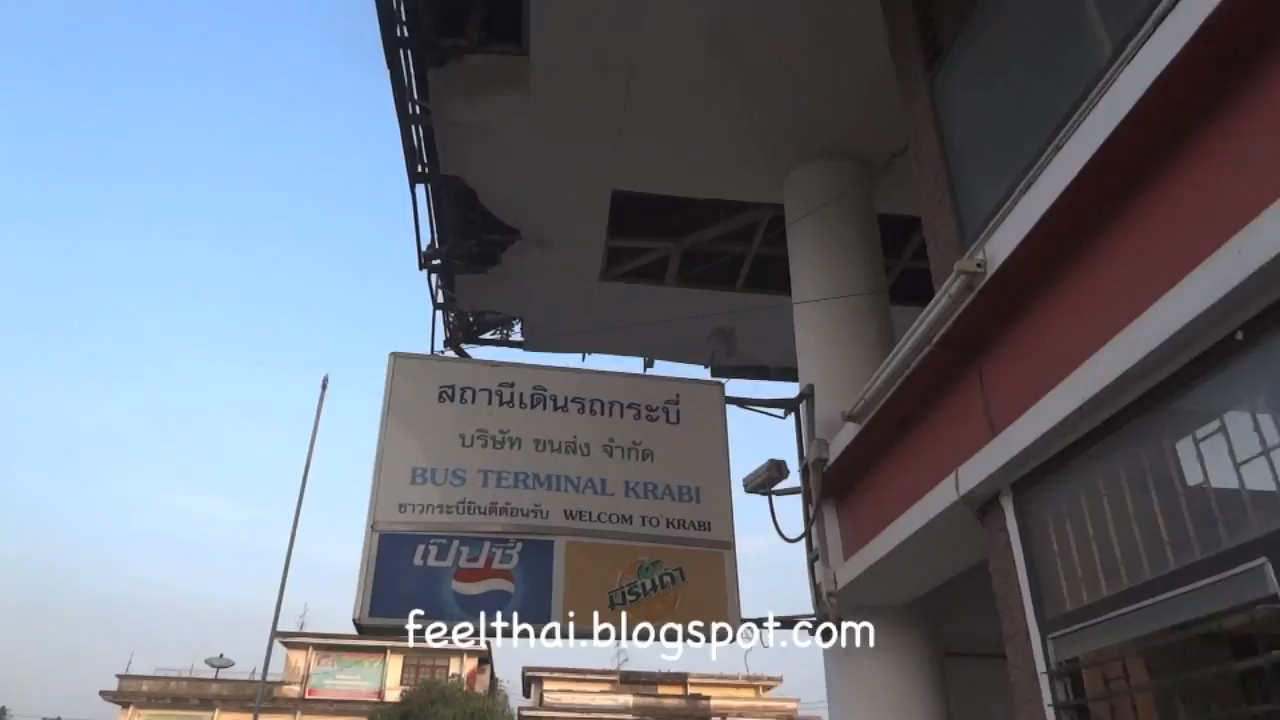 สถานีเดินรถกระบี่
บริษัท ขนส่ง จำกัด
BUS TERMINAL KRABI
ชาวกระบี่ยินดีต้อนรับ WELCOM TO KRABI
เป๊ปซี่
มิรินด้า
feelthai.blogspot.com